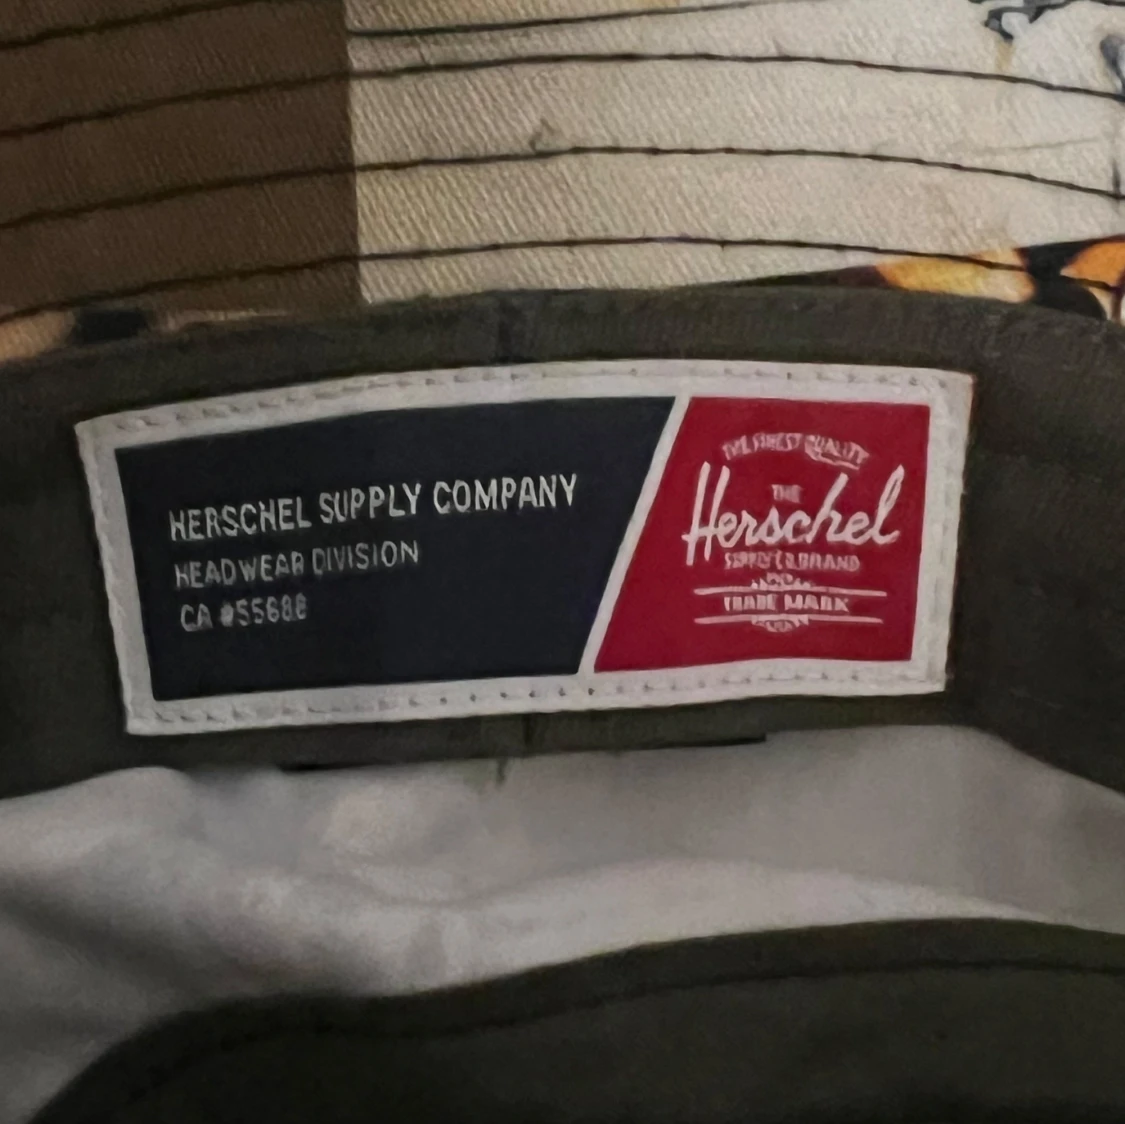 HERSCHEL SUPPLY COMPANY
HEADWEAR DIVISION
CA #55688
THE FINEST QUALITY
THE
Herschel
SUPPLY CO. BRAND
TRADE MARK